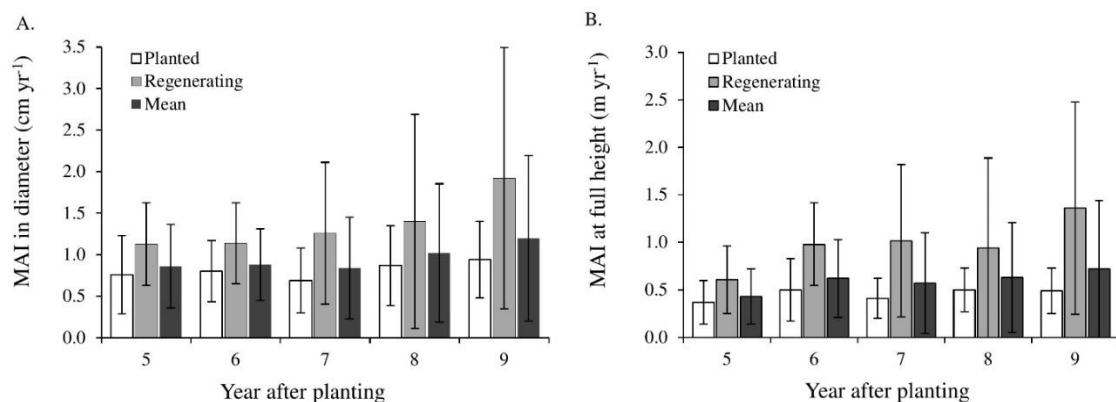 A.
MAI in diameter (cm yr⁻¹)
3.5
3.0
2.5
2.0
1.5
1.0
0.5
0.0
Planted
Regenerating
Mean
5 6 7 8 9
Year after planting
B.
MAI at full height (m yr⁻¹)
3.0
2.5
2.0
1.5
1.0
0.5
0.0
Planted
Regenerating
Mean
5 6 7 8 9
Year after planting